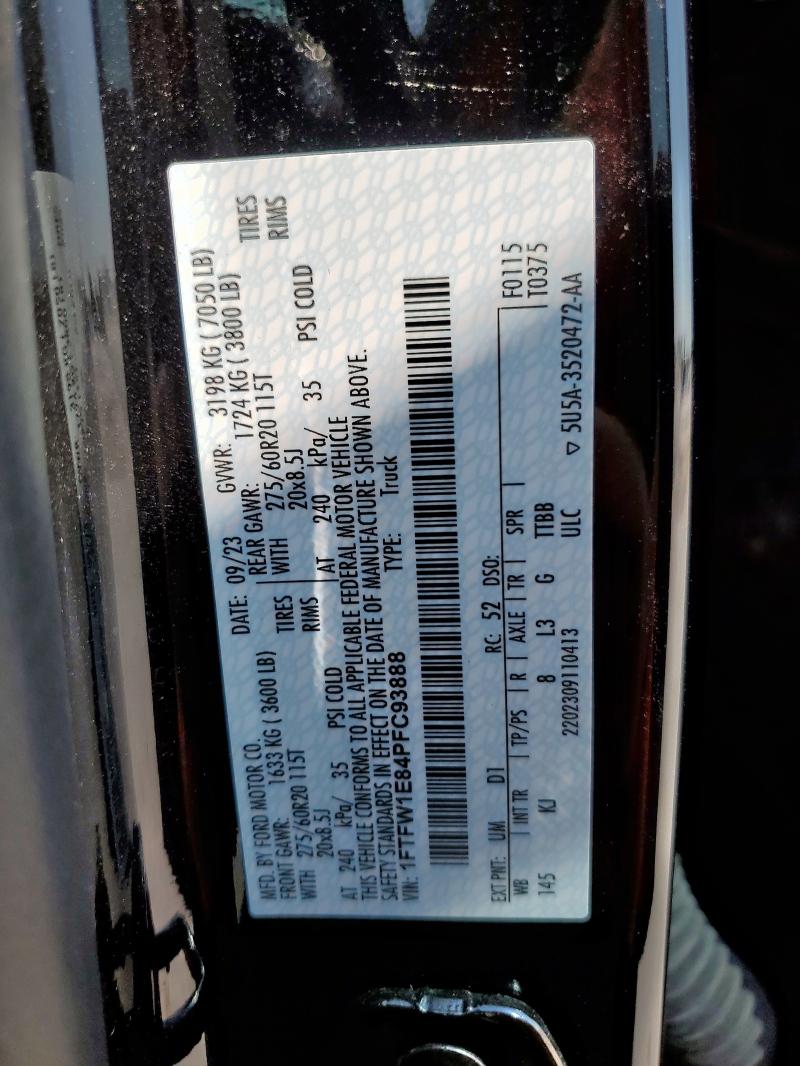 MFD. BY FORD MOTOR CO.
DATE: 09/23 GVWR: 3198 KG ( 7050 LB)
FRONT GAWR: 1633 KG ( 3600 LB)
REAR GAWR: 1724 KG ( 3800 LB)
WITH 275/60R20 115T TIRES
WITH 275/60R20 115T TIRES
20x8.5J RIMS
20x8.5J RIMS
AT 240 kPa/ 35 PSI COLD
AT 240 kPa/ 35 PSI COLD
THIS VEHICLE CONFORMS TO ALL APPLICABLE FEDERAL MOTOR VEHICLE
SAFETY STANDARDS IN EFFECT ON THE DATE OF MANUFACTURE SHOWN ABOVE.
VIN: 1FTFW1E84PFC93888 TYPE: Truck
EXT PNT: UM D1 RC: 52 DSO: F0115
WB INT TR TP/PS R AXLE TR SPR T0375
145 KJ 8 L3 G TTBB
2202309110413 ULC ▽ 5U5A-3520472-AA